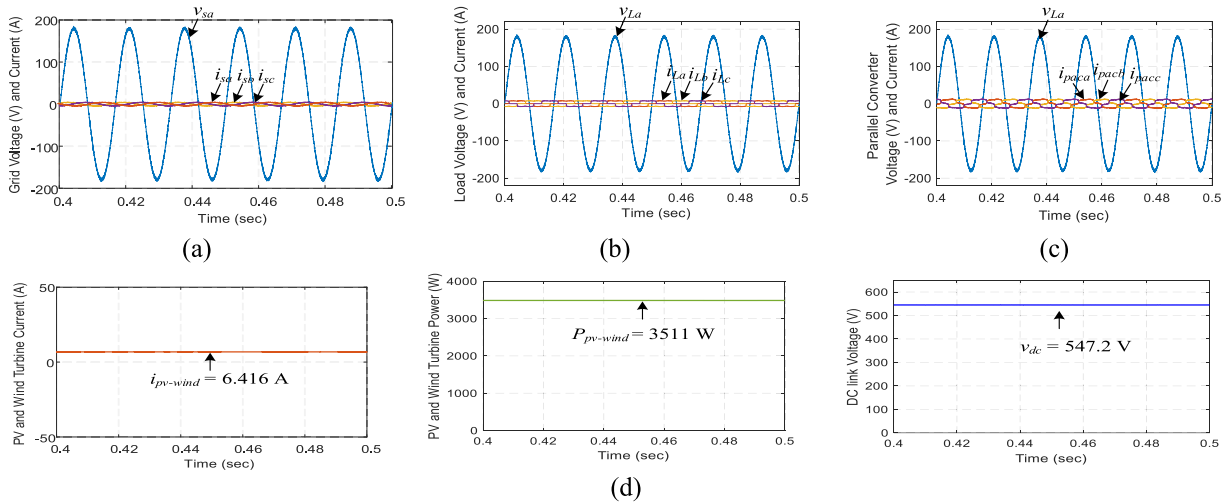 Grid Voltage (V) and Current (A)
200
100
0
-100
-200
v_sa
i_sa i_sb i_sc
0.4 0.42 0.44 0.46 0.48 0.5
Time (sec)
(a)
Load Voltage (V) and Current (A)
200
100
0
-100
-200
v_La
i_La i_Lb i_Lc
0.4 0.42 0.44 0.46 0.48 0.5
Time (sec)
(b)
Parallel Converter
Voltage (V) and Current (A)
200
100
0
-100
-200
v_La
i_paca i_pacb i_pacc
0.4 0.42 0.44 0.46 0.48 0.5
Time (sec)
(c)
PV and Wind Turbine Current (A)
50
0
-50
i_pv-wind = 6.416 A
0.4 0.42 0.44 0.46 0.48 0.5
Time (sec)
PV and Wind Turbine Power (W)
4000
3000
2000
1000
0
P_pv-wind = 3511 W
0.4 0.42 0.44 0.46 0.48 0.5
Time (sec)
DC link Voltage (V)
600
500
400
300
200
100
0
v_dc = 547.2 V
0.4 0.42 0.44 0.46 0.48 0.5
Time (sec)
(d)